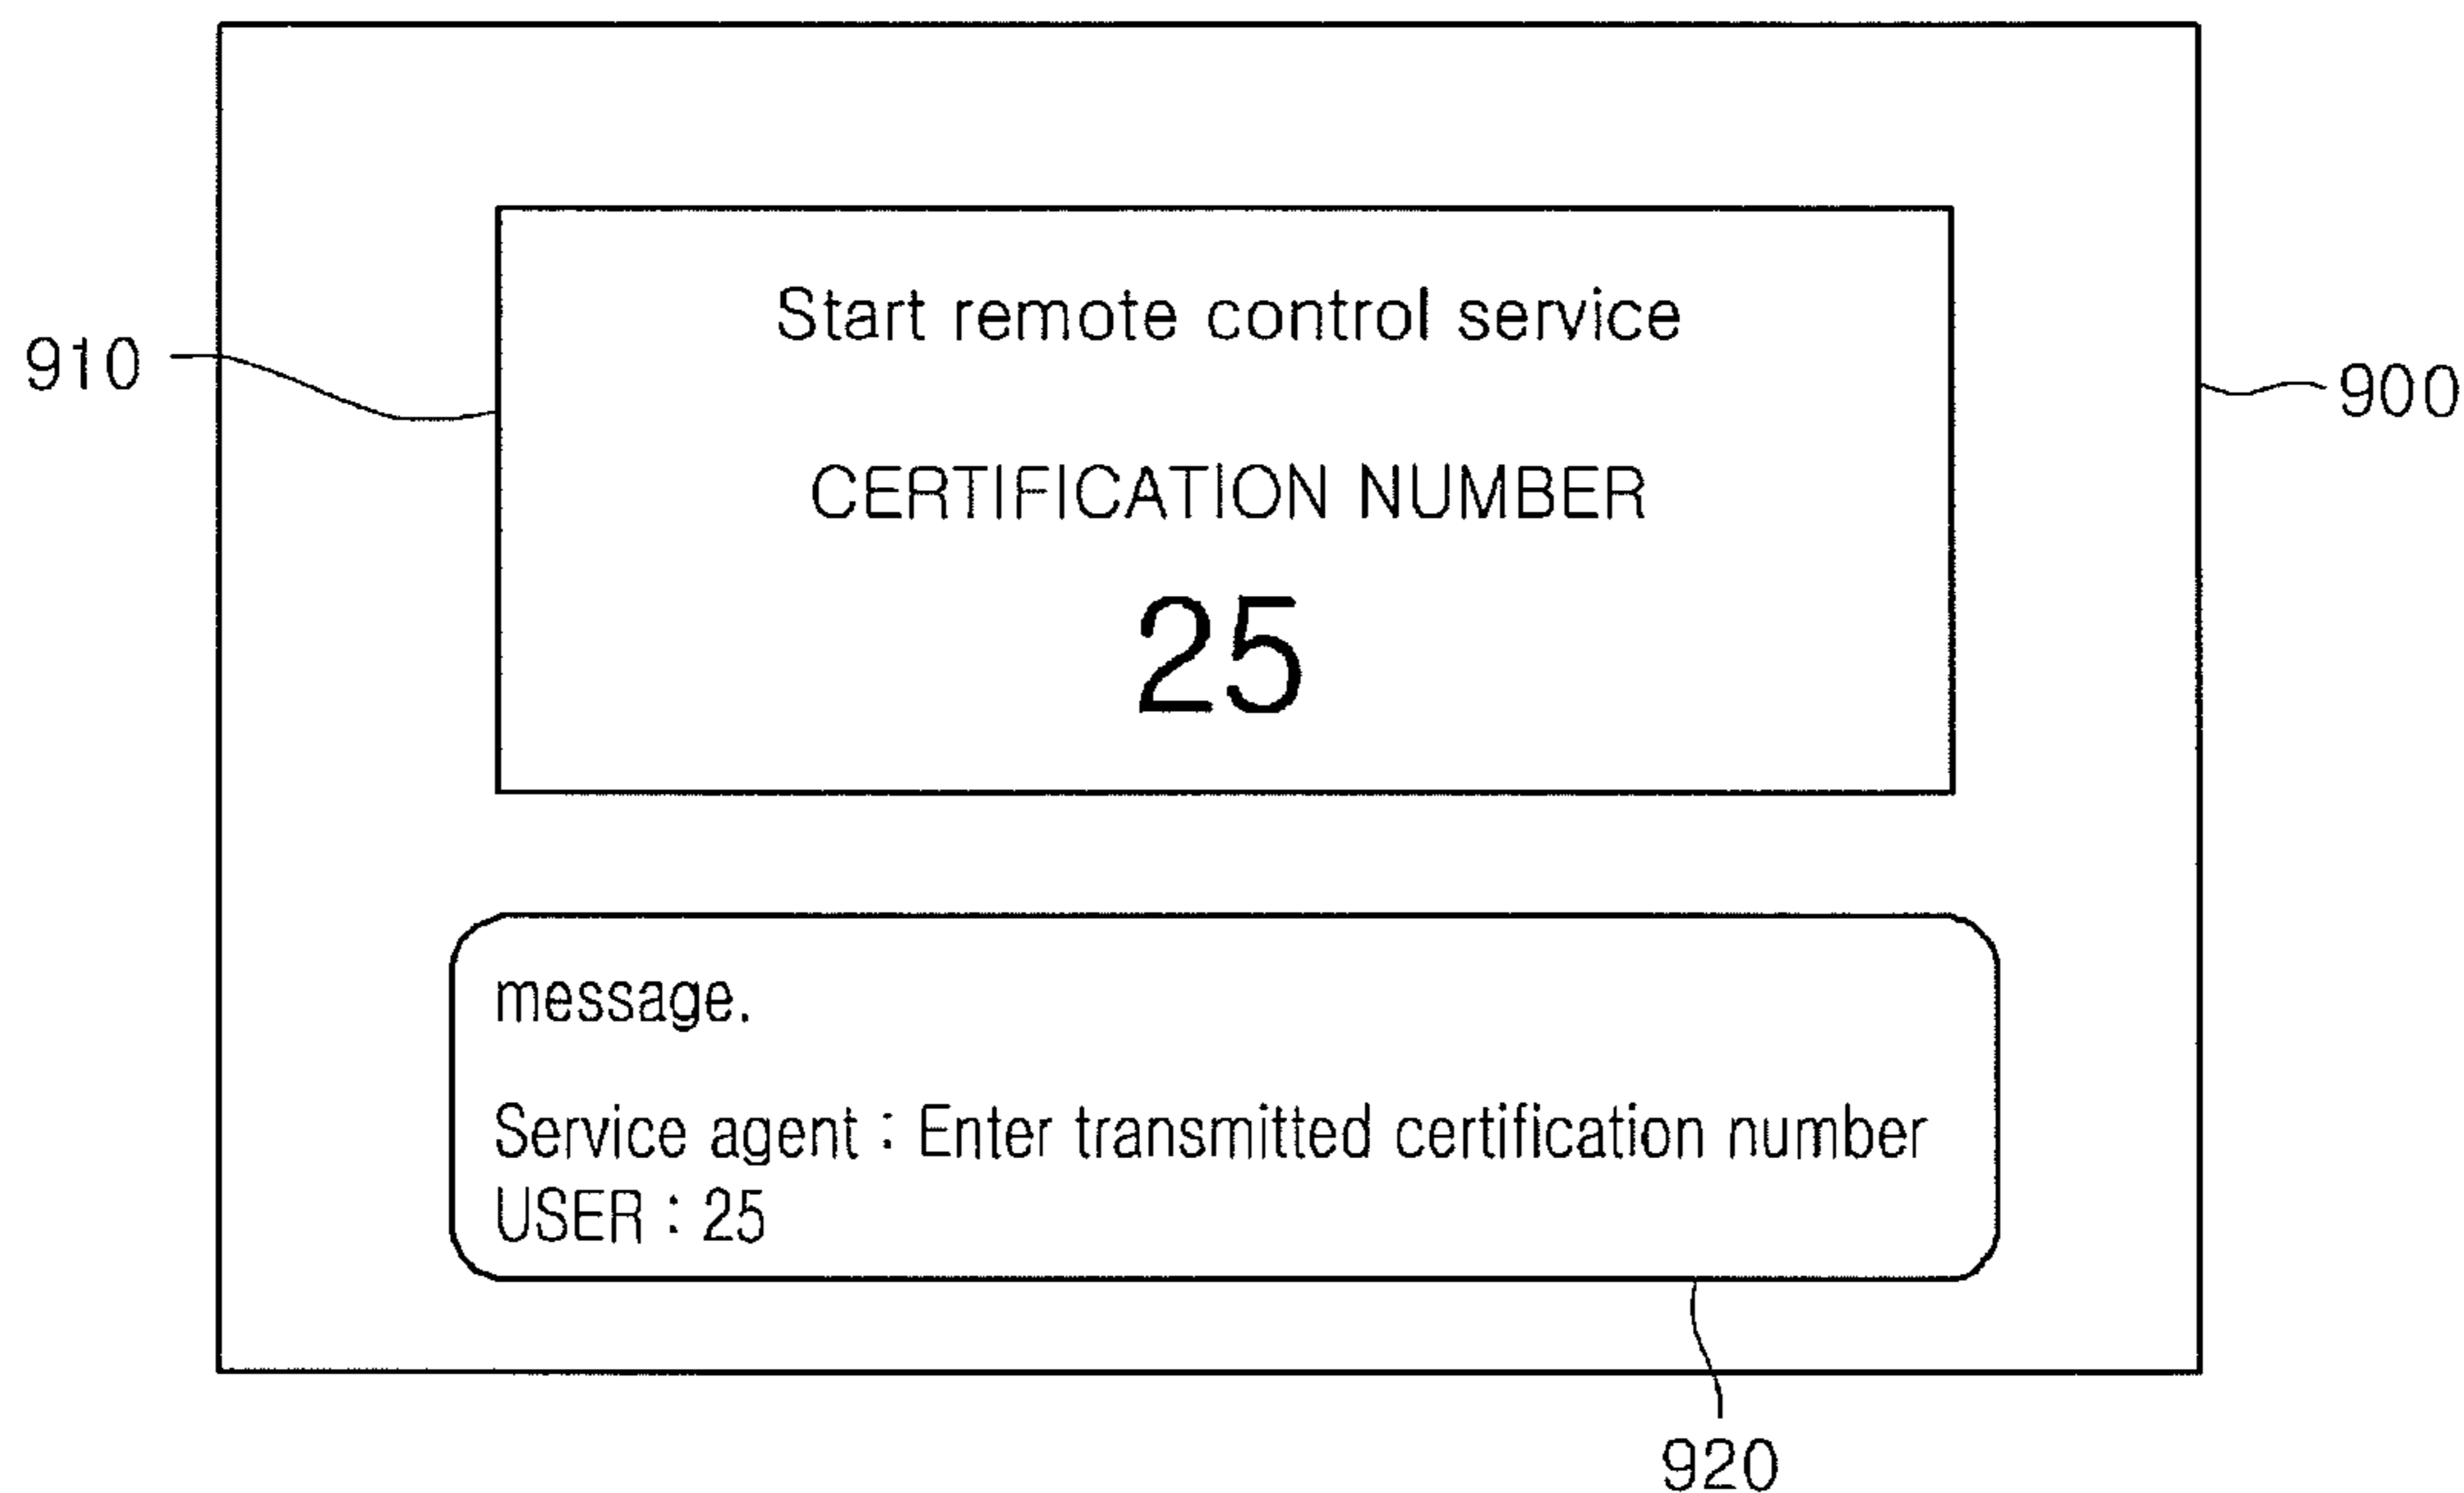 Start remote control service
910
900
CERTIFICATION NUMBER
25
message.
Service agent : Enter transmitted certification number
USER : 25
920